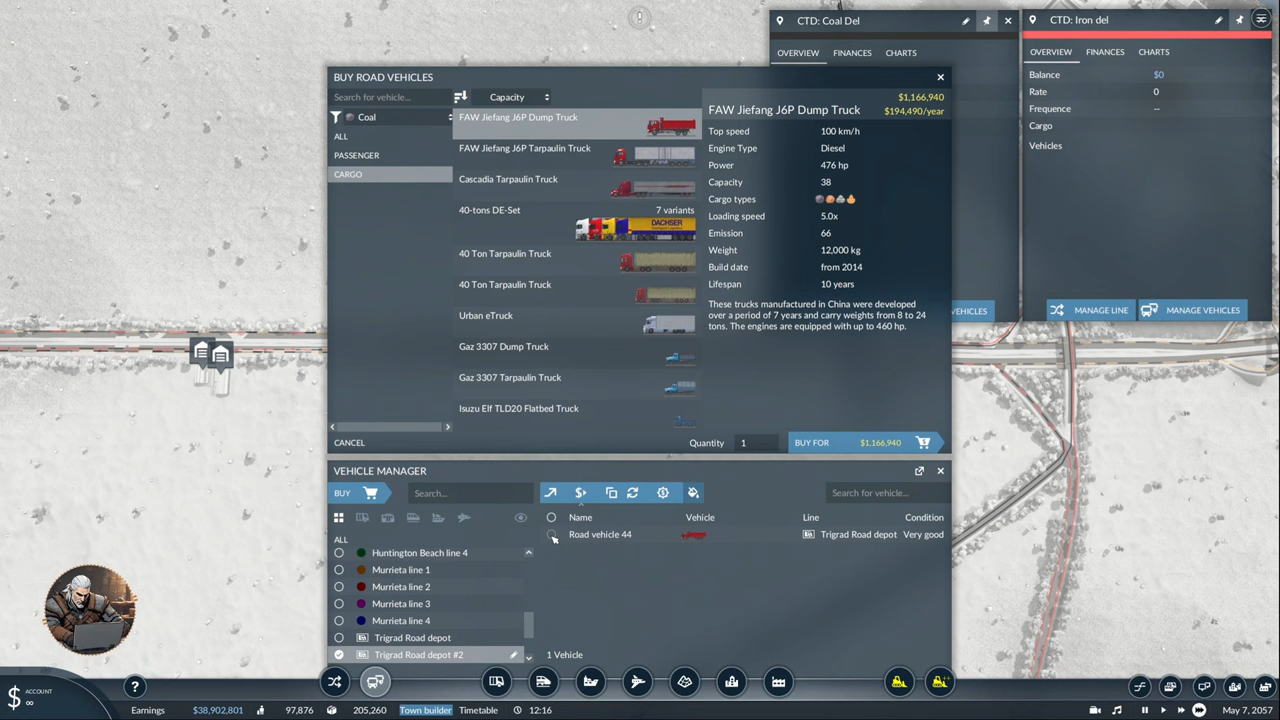 CTD: Coal Del
OVERVIEW FINANCES CHARTS
CTD: Iron del
OVERVIEW FINANCES CHARTS
Balance $0
Rate 0
Frequence --
Cargo
Vehicles
EHICLES
MANAGE LINE MANAGE VEHICLES
BUY ROAD VEHICLES
Search for vehicle...
Capacity
Coal
ALL
PASSENGER
CARGO
FAW Jiefang J6P Dump Truck
FAW Jiefang J6P Tarpaulin Truck
Cascadia Tarpaulin Truck
40-tons DE-Set 7 variants
DACHSER
40 Ton Tarpaulin Truck
40 Ton Tarpaulin Truck
Urban eTruck
Gaz 3307 Dump Truck
Gaz 3307 Tarpaulin Truck
Isuzu Elf TLD20 Flatbed Truck
$1,166,940
FAW Jiefang J6P Dump Truck $194,490/year
Top speed 100 km/h
Engine Type Diesel
Power 476 hp
Capacity 38
Cargo types
Loading speed 5.0x
Emission 66
Weight 12,000 kg
Build date from 2014
Lifespan 10 years
These trucks manufactured in China were developed
over a period of 7 years and carry weights from 8 to 24
tons. The engines are equipped with up to 460 hp.
CANCEL
Quantity 1 BUY FOR $1,166,940
VEHICLE MANAGER
BUY Search... Search for vehicle...
Name Vehicle Line Condition
Road vehicle 44 Trigrad Road depot Very good
ALL
Huntington Beach line 4
Murrieta line 1
Murrieta line 2
Murrieta line 3
Murrieta line 4
Trigrad Road depot
Trigrad Road depot #2
1 Vehicle
$ ACCOUNT ∞
?
Earnings $38,902,801 97,876 205,260 Town builder Timetable 12:16 May 7, 2057